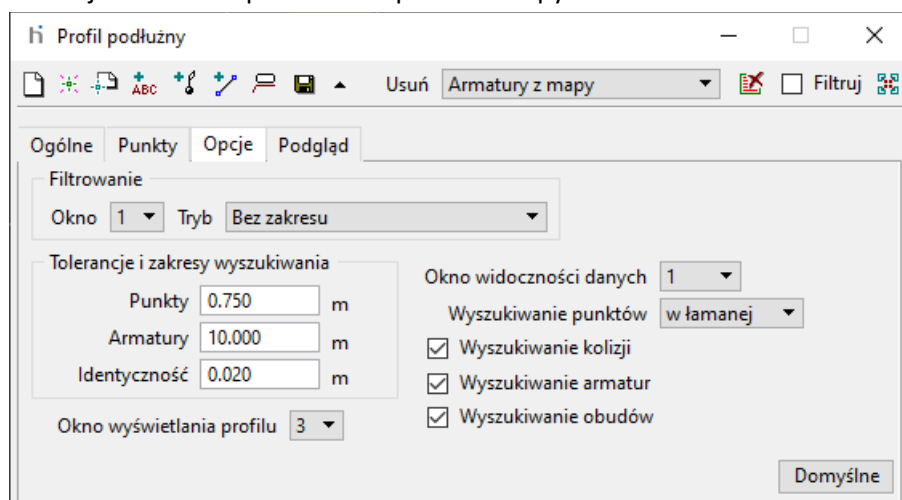 Profil podłużny
ABC Usuń Armatury z mapy Filtruj
Ogólne Punkty Opcje Podgląd
Filtrowanie
Okno 1 Tryb Bez zakresu
Tolerancje i zakresy wyszukiwania
Punkty 0.750 m
Armatury 10.000 m
Identyczność 0.020 m
Okno wyświetlania profilu 3
Okno widoczności danych 1
Wyszukiwanie punktów w łamanej
Wyszukiwanie kolizji
Wyszukiwanie armatur
Wyszukiwanie obudów
Domyślne